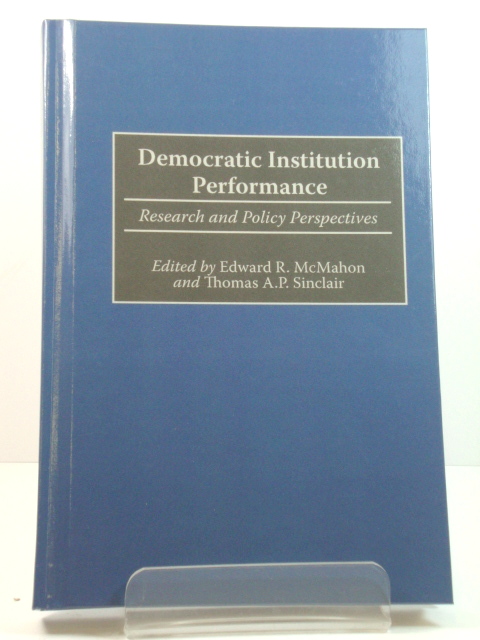 Democratic Institution
Performance
Research and Policy Perspectives
Edited by Edward R. McMahon
and Thomas A.P. Sinclair